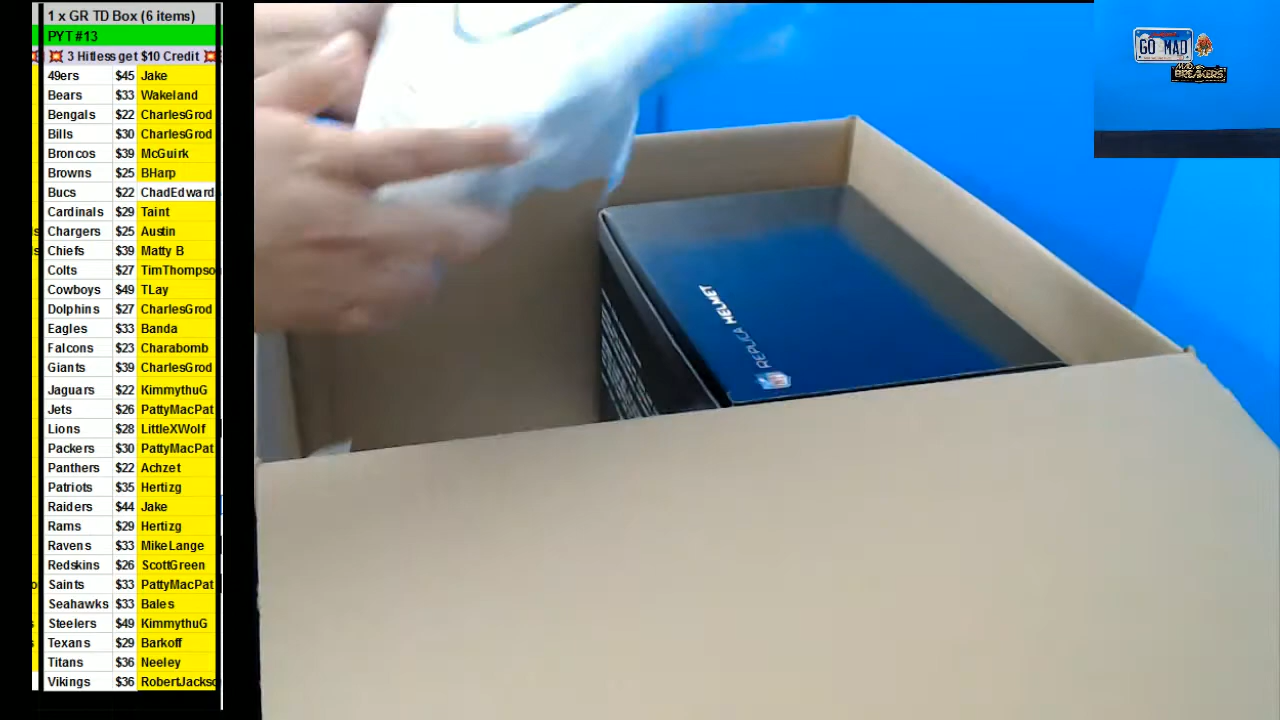 1 x GR TD Box (6 items)
PYT #13
💥 3 Hitless get $10 Credit 💥
49ers $45 Jake
Bears $33 Wakeland
Bengals $22 CharlesGrod
Bills $30 CharlesGrod
Broncos $39 McGuirk
Browns $25 BHarp
Bucs $22 ChadEdward
Cardinals $29 Taint
Chargers $25 Austin
Chiefs $39 Matty B
Colts $27 TimThompso
Cowboys $49 TLay
Dolphins $27 CharlesGrod
Eagles $33 Banda
Falcons $23 Charabomb
Giants $39 CharlesGrod
Jaguars $22 KimmythuG
Jets $26 PattyMacPat
Lions $28 LittleXWolf
Packers $30 PattyMacPat
Panthers $22 Achzet
Patriots $35 Hertizg
Raiders $44 Jake
Rams $29 Hertizg
Ravens $33 MikeLange
Redskins $26 ScottGreen
Saints $33 PattyMacPat
Seahawks $33 Bales
Steelers $49 KimmythuG
Texans $29 Barkoff
Titans $36 Neeley
Vikings $36 RobertJackso
REPLICA HELMET
GO MAD
MAD
BREAKERS